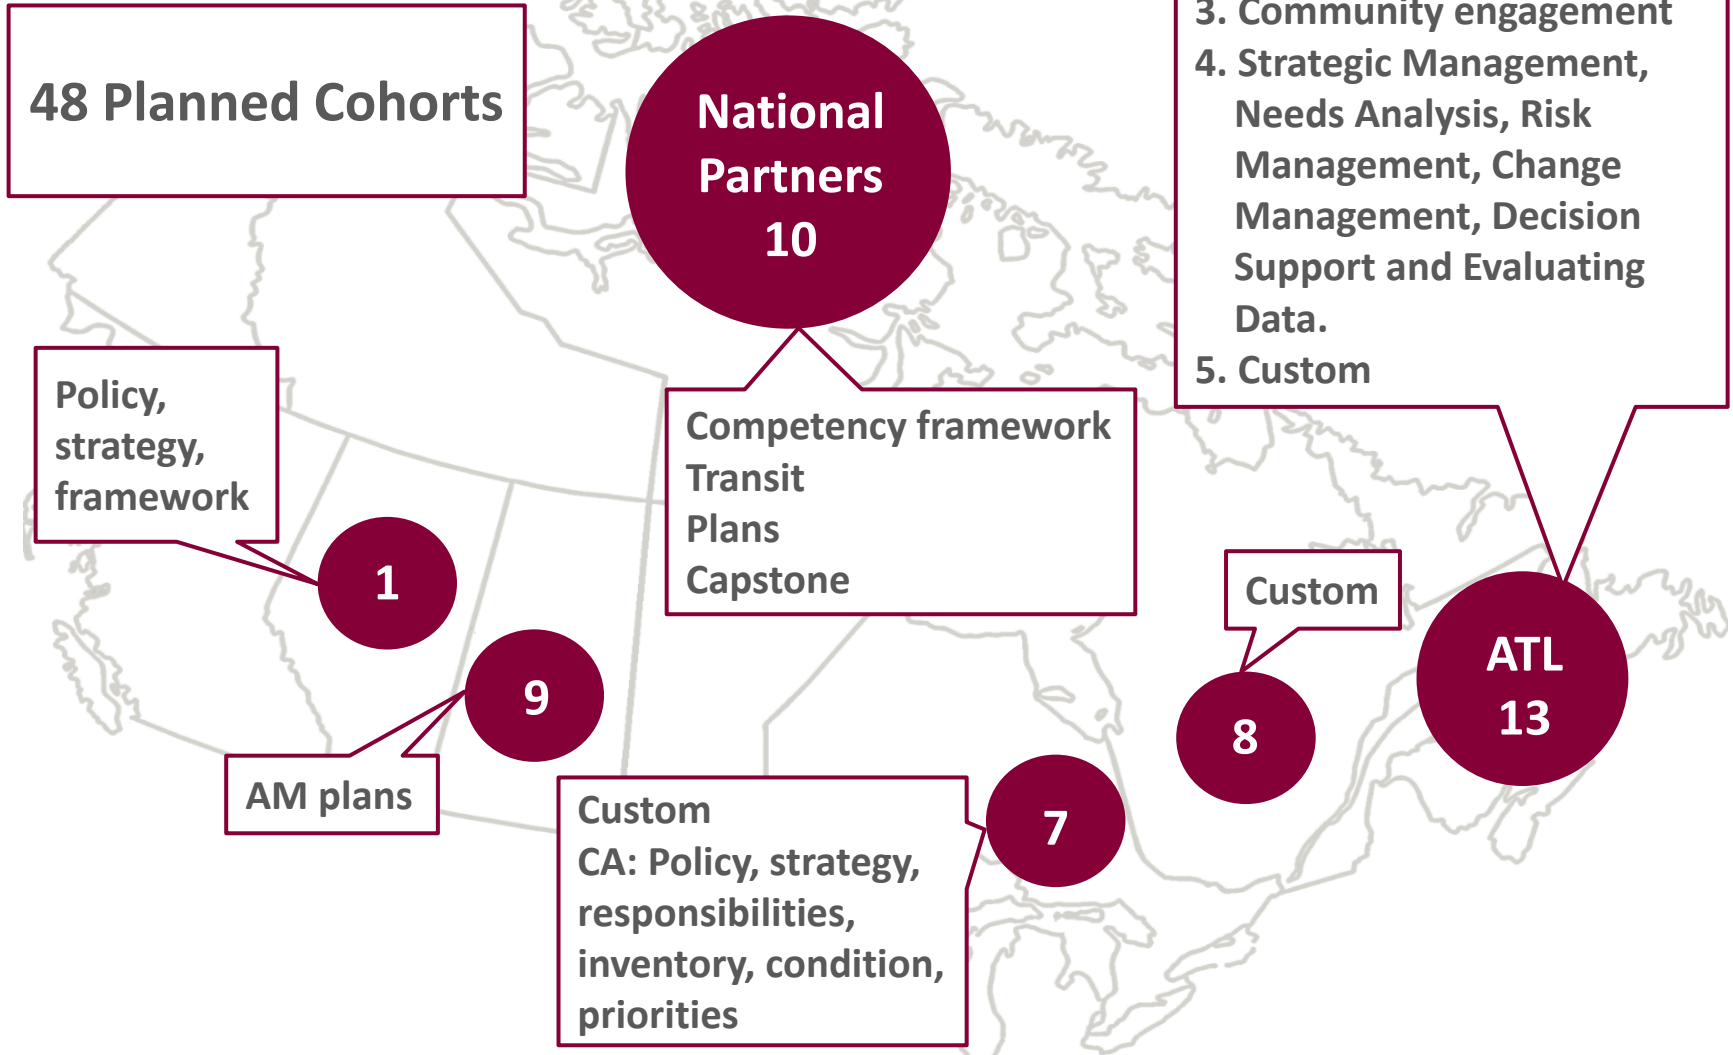 48 Planned Cohorts
National
Partners
10
3. Community engagement
4. Strategic Management,
Needs Analysis, Risk
Management, Change
Management, Decision
Support and Evaluating
Data.
5. Custom
Policy,
strategy,
framework
1
Competency framework
Transit
Plans
Capstone
Custom
8
ATL
13
9
AM plans
Custom
CA: Policy, strategy,
responsibilities,
inventory, condition,
priorities
7